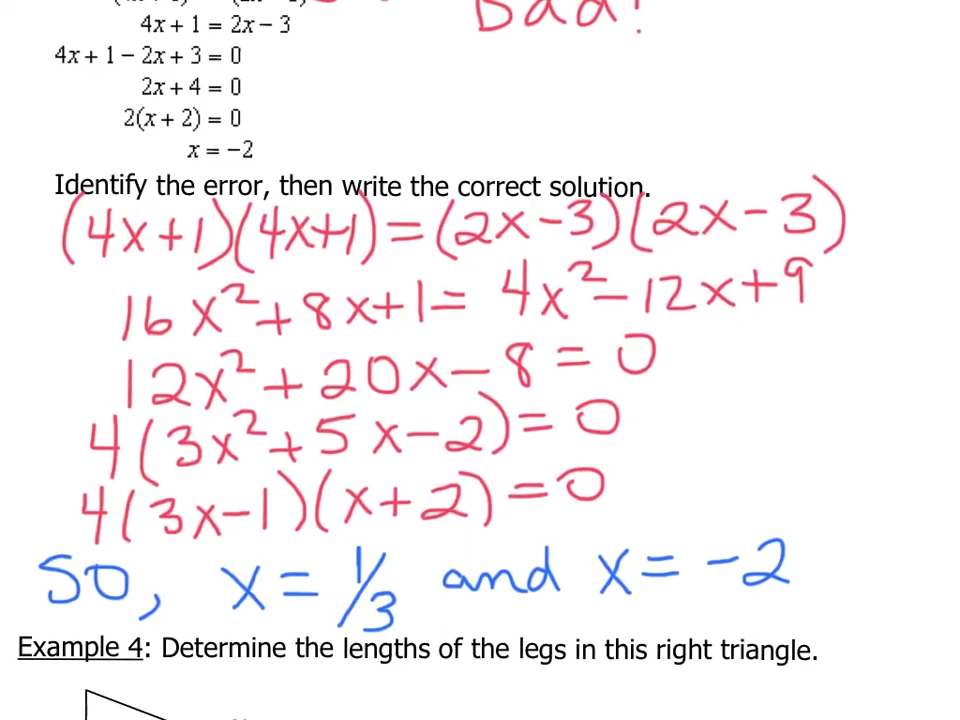 Bad!
4x + 1 = 2x − 3
4x + 1 − 2x + 3 = 0
2x + 4 = 0
2(x + 2) = 0
x = −2
Identify the error, then write the correct solution.
(4x+1)(4x+1) = (2x−3)(2x−3)
16x²+8x+1 = 4x²−12x+9
12x²+20x−8 = 0
4(3x²+5x−2) = 0
4(3x−1)(x+2) = 0
SO, x = 1/3 and x = −2
Example 4: Determine the lengths of the legs in this right triangle.